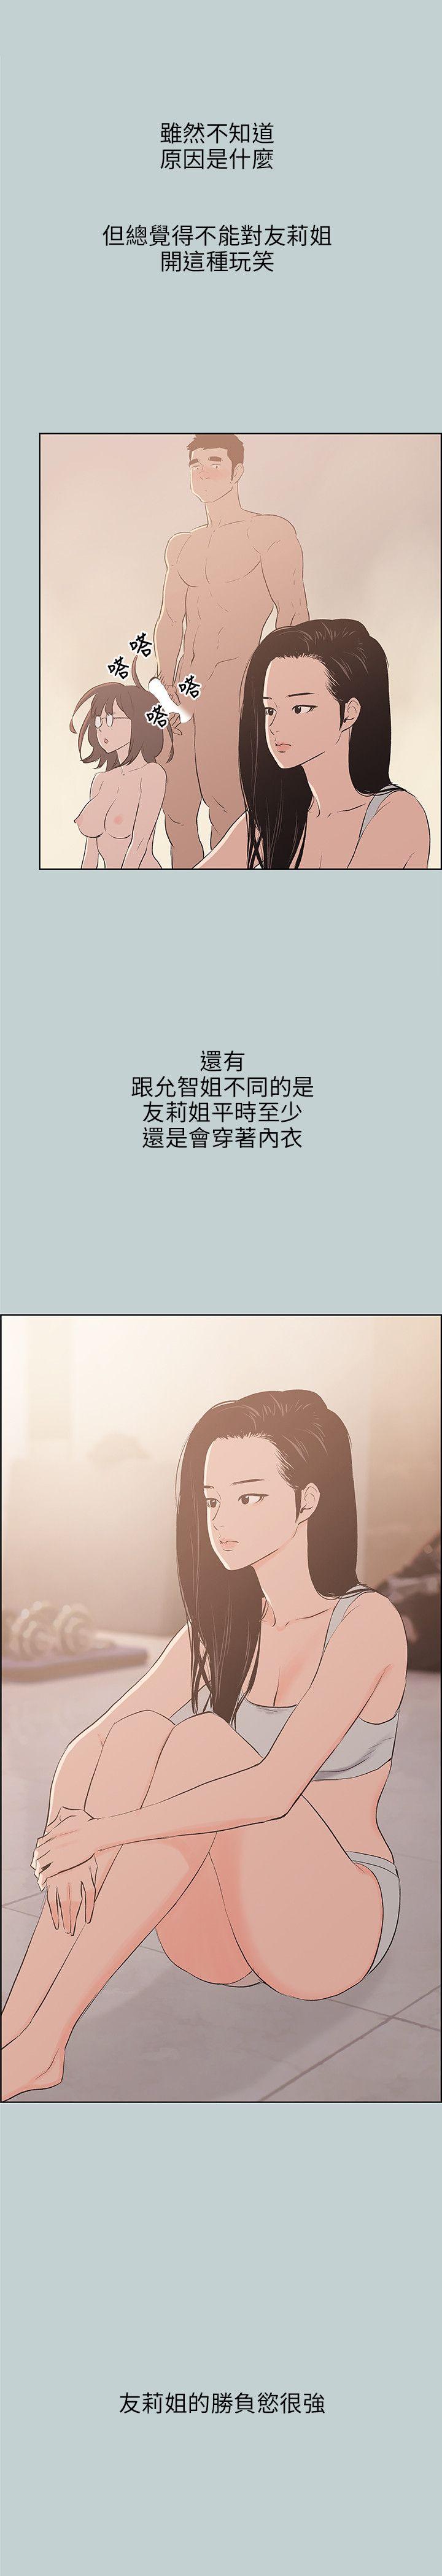 雖然不知道
原因是什麼
但總覺得不能對友莉姐
開這種玩笑
嗒
嗒
嗒
嗒
還有
跟允智姐不同的是
友莉姐平時至少
還是會穿著內衣
友莉姐的勝負慾很強